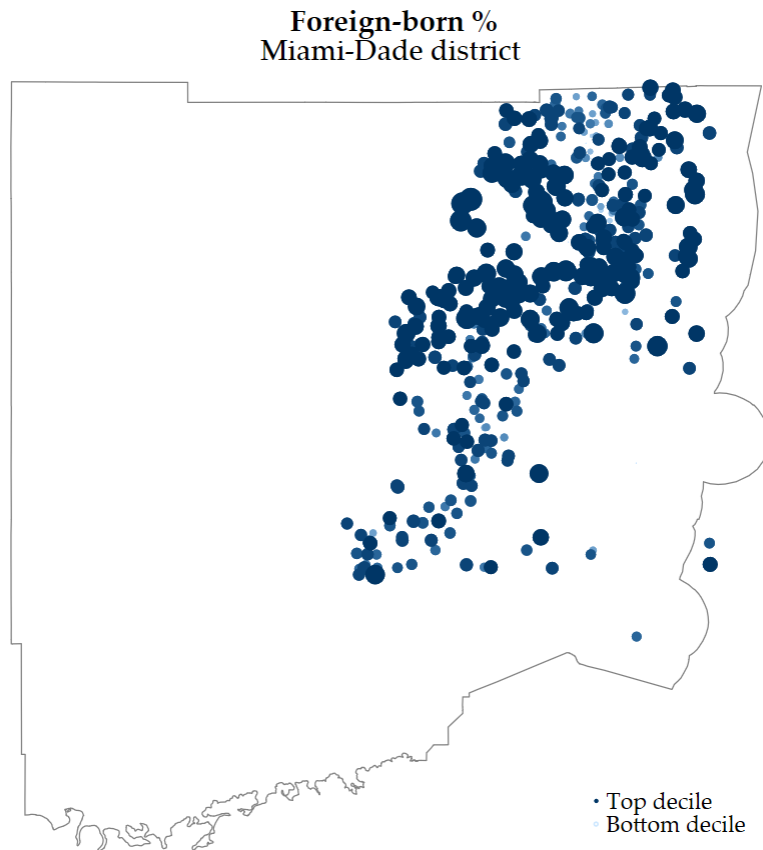 Foreign-born %
Miami-Dade district
Top decile
Bottom decile